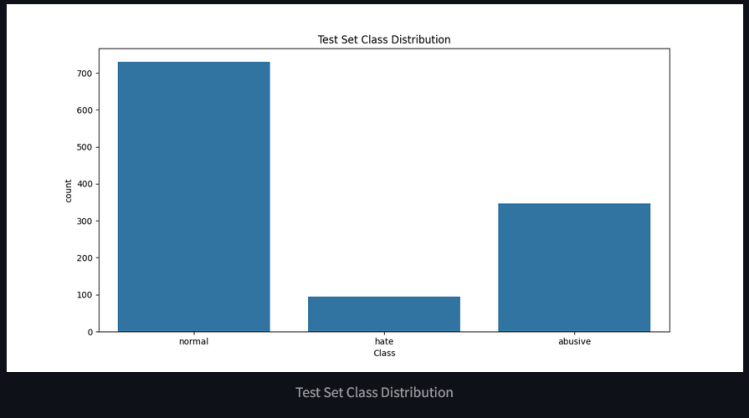 Test Set Class Distribution
700
600
500
400
300
200
100
0
count
normal hate abusive
Class
Test Set Class Distribution